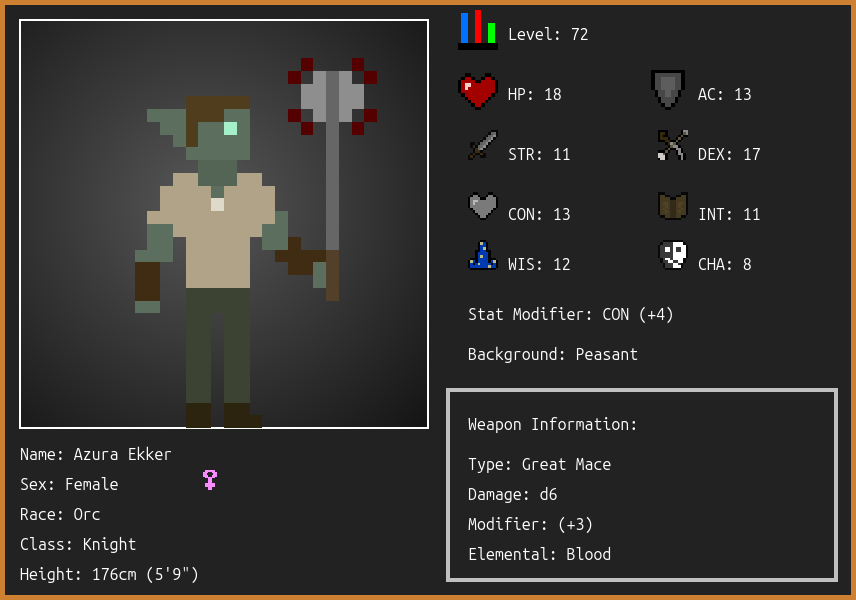 Level: 72
HP: 18
AC: 13
STR: 11
DEX: 17
CON: 13
INT: 11
WIS: 12
CHA: 8
Stat Modifier: CON (+4)
Background: Peasant
Weapon Information:
Type: Great Mace
Damage: d6
Modifier: (+3)
Elemental: Blood
Name: Azura Ekker
Sex: Female
Race: Orc
Class: Knight
Height: 176cm (5'9")